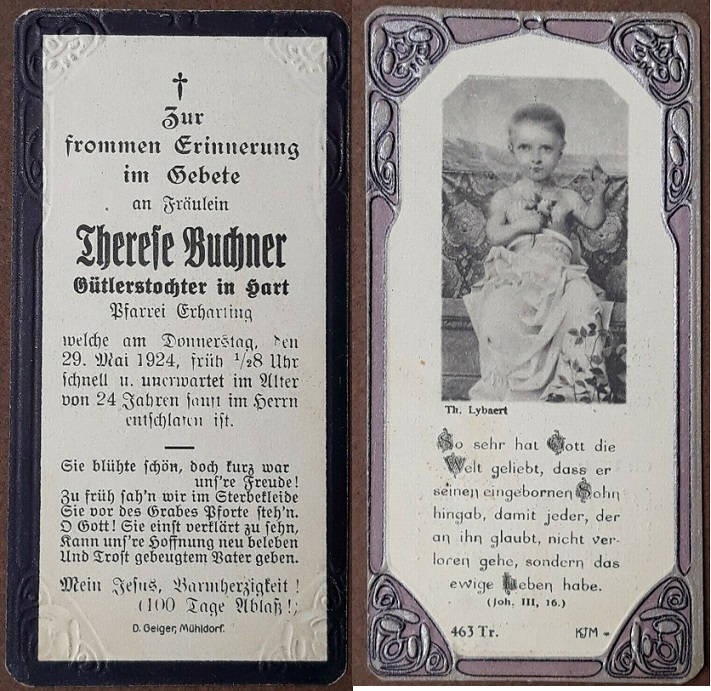 Zur
frommen Erinnerung
im Gebete
an Fräulein
Therese Buchner
Gütlerstochter in Hart
Pfarrei Erharting
welche am Donnerstag, den
29. Mai 1924, früh ½8 Uhr
schnell u. unerwartet im Alter
von 24 Jahren sanft im Herrn
entschlafen ist.
Sie blühte schön, doch kurz war
uns're Freude!
Zu früh sah'n wir im Sterbekleide
Sie vor des Grabes Pforte steh'n.
O Gott! Sie einst verklärt zu sehn,
Kann uns're Hoffnung neu beleben
Und Trost gebeugtem Vater geben.
Mein Jesus, Barmherzigkeit!
(100 Tage Ablaß!)
D. Geiger, Mühldorf.
Th. Lybaert
So sehr hat Gott die
Welt geliebt, dass er
seinen eingebornen Sohn
hingab, damit jeder, der
an ihn glaubt, nicht ver-
loren gehe, sondern das
ewige Leben habe.
(Joh. III, 16.)
463 Tr. KJM